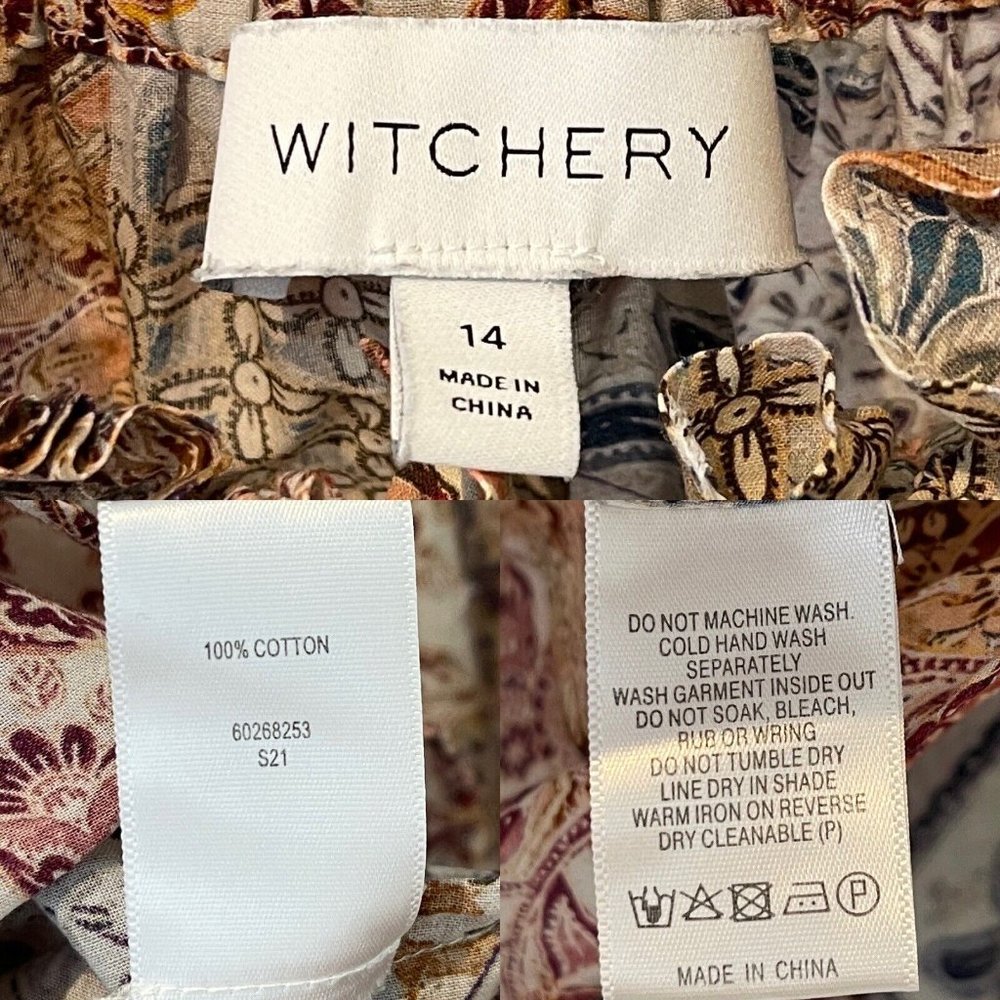 WITCHERY
14
MADE IN
CHINA
100% COTTON
60268253
S21
DO NOT MACHINE WASH.
COLD HAND WASH
SEPARATELY
WASH GARMENT INSIDE OUT
DO NOT SOAK, BLEACH,
RUB OR WRING
DO NOT TUMBLE DRY
LINE DRY IN SHADE
WARM IRON ON REVERSE
DRY CLEANABLE (P)
P
MADE IN CHINA